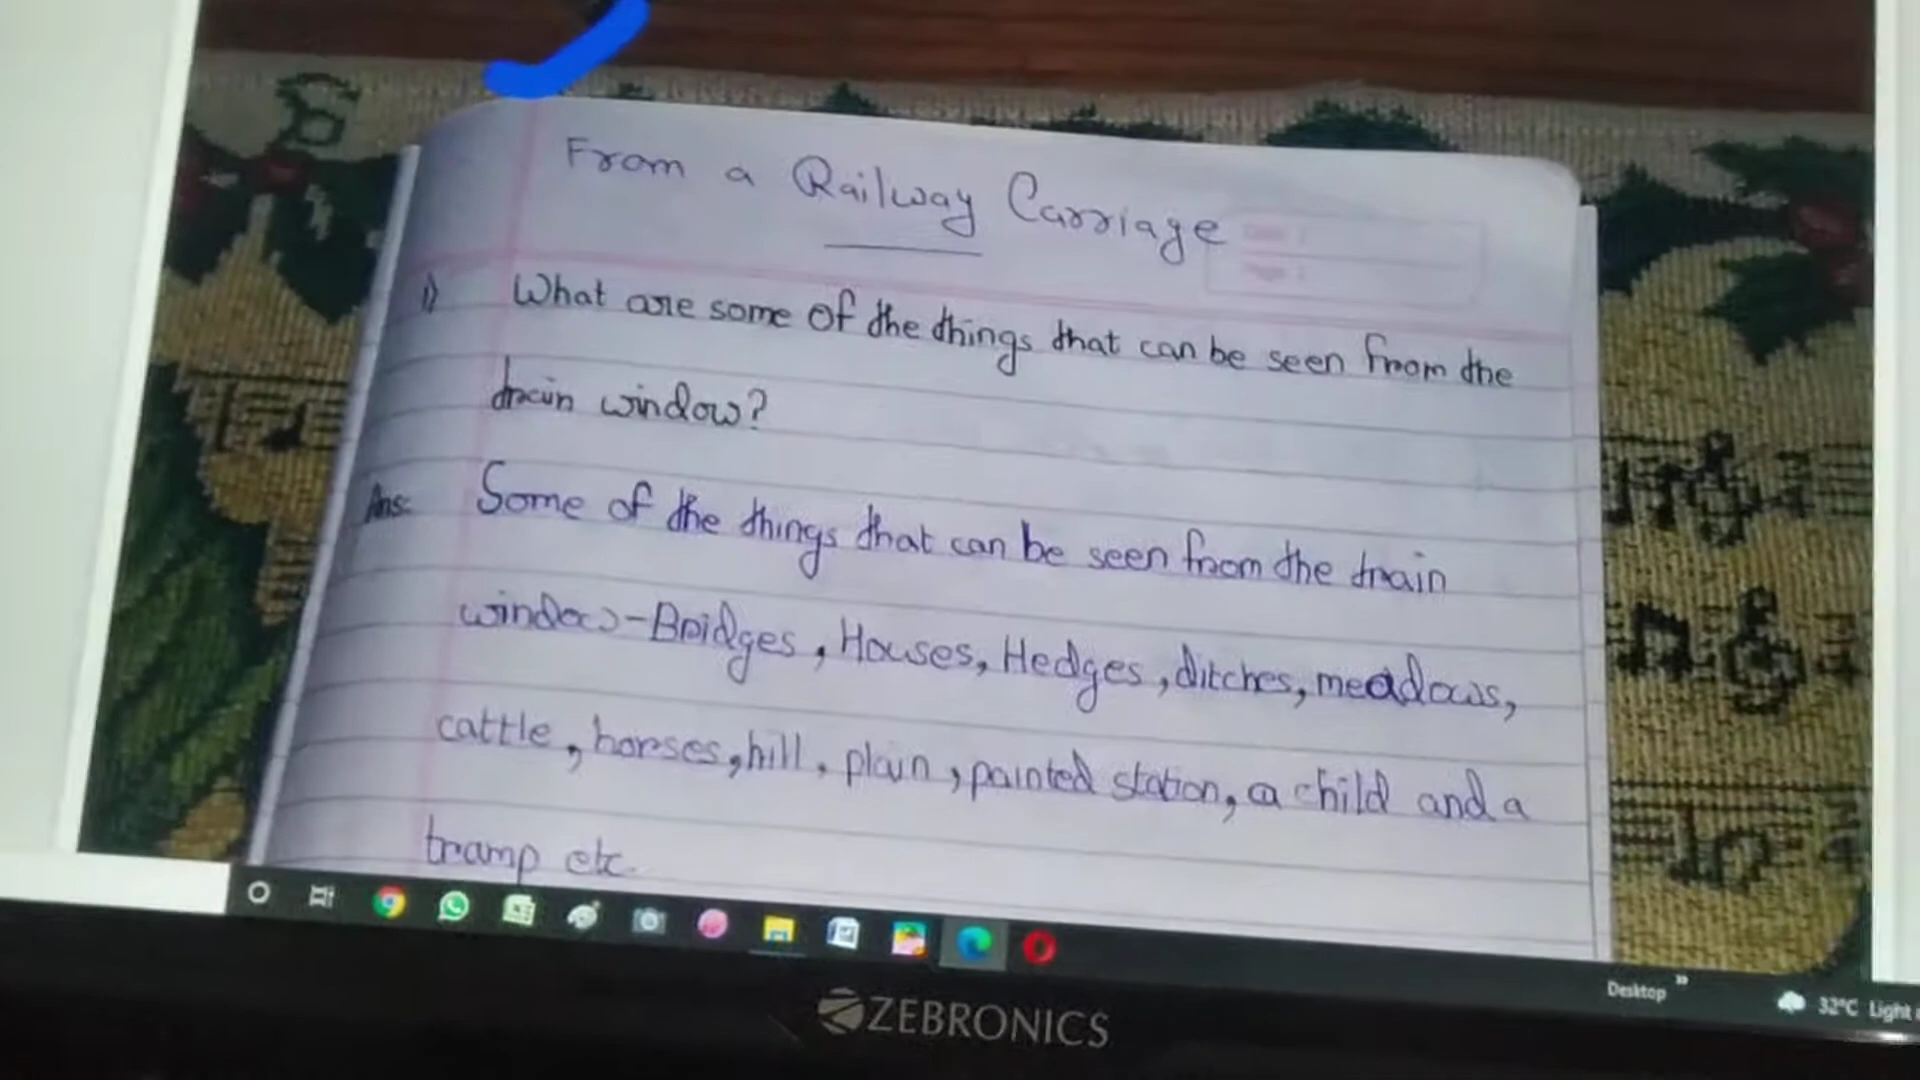 From a Railway Carriage
1) What are some of the things that can be seen from the
train window?
Ans: Some of the things that can be seen from the train
window-Bridges, Houses, Hedges, ditches, meadows,
cattle, horses, hill, plain, painted station, a child and a
tramp etc.
Desktop
32°C Light
ZEBRONICS